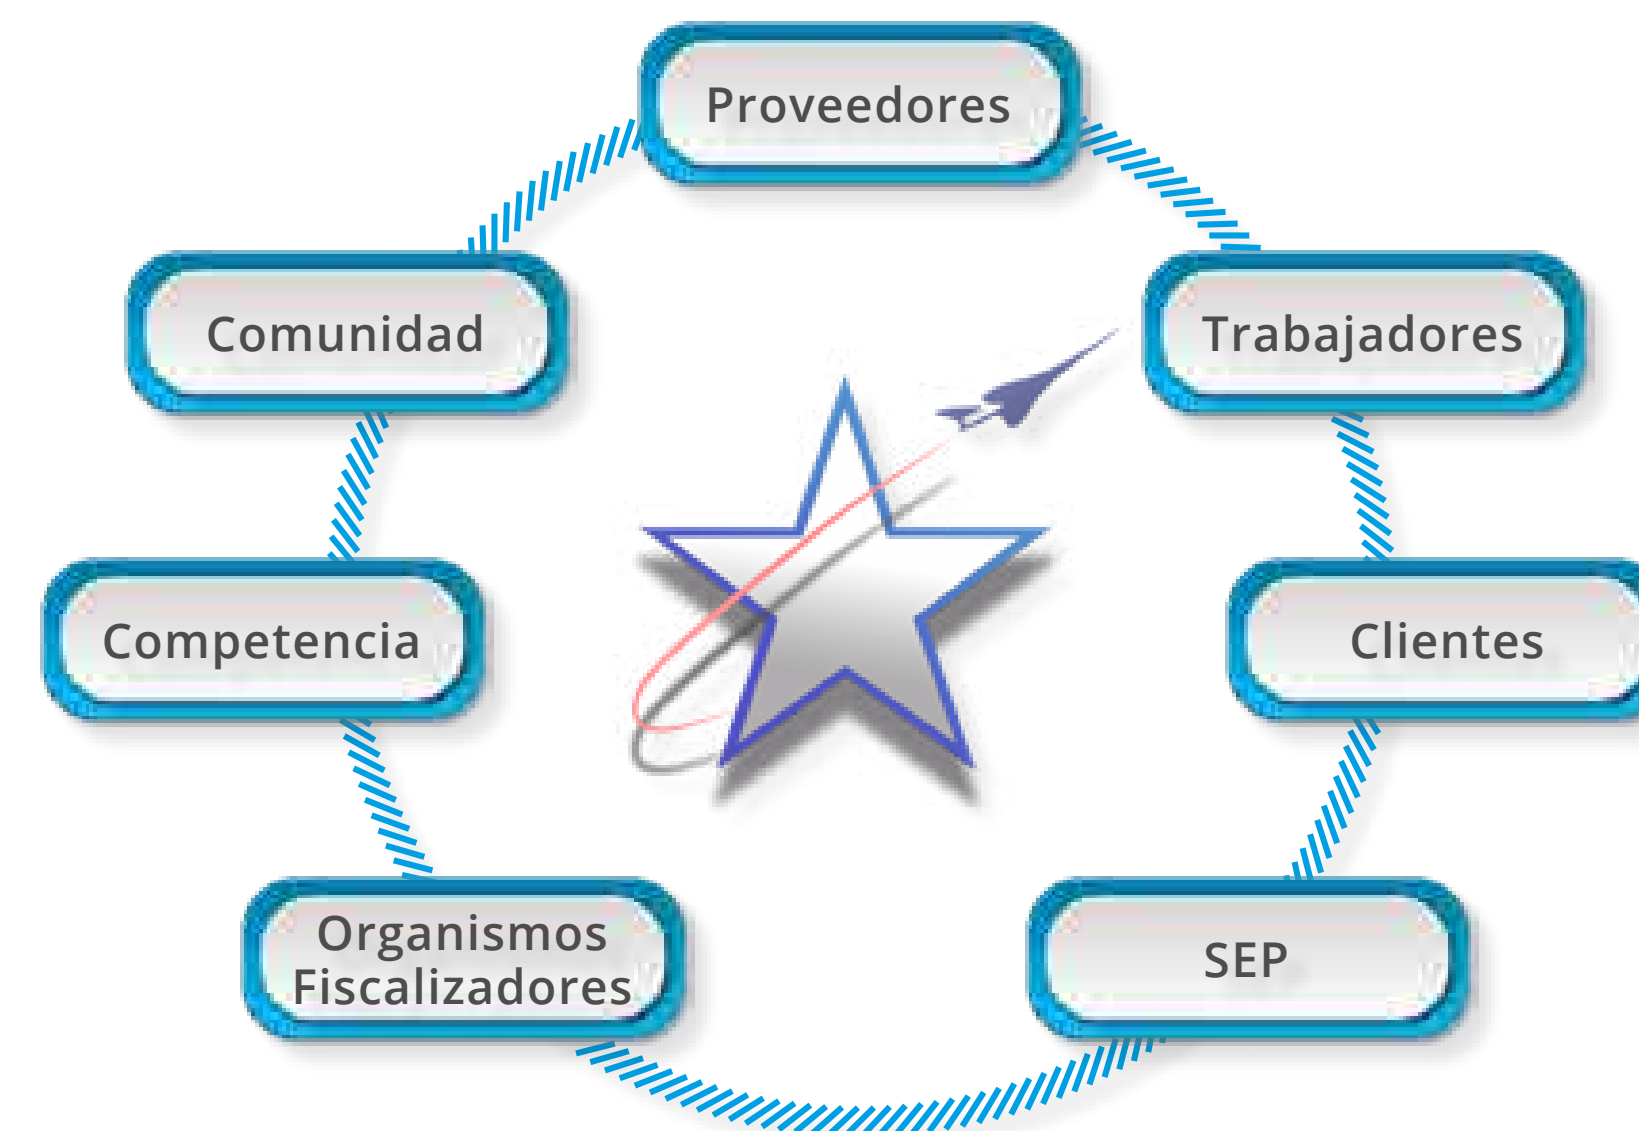 Proveedores
Comunidad
Trabajadores
Competencia
Clientes
Organismos
Fiscalizadores
SEP